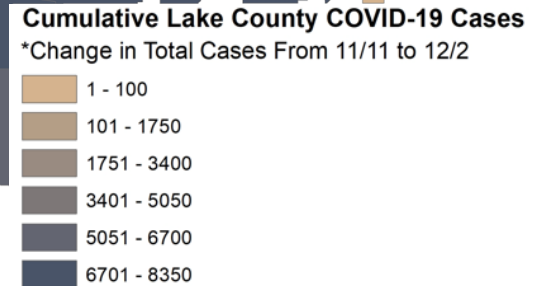 Cumulative Lake County COVID-19 Cases
*Change in Total Cases From 11/11 to 12/2
1 - 100
101 - 1750
1751 - 3400
3401 - 5050
5051 - 6700
6701 - 8350